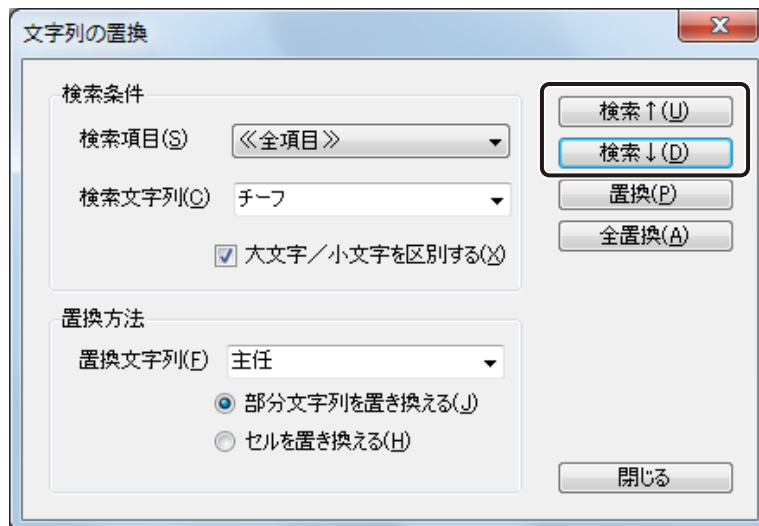 文字列の置換
検索条件
検索項目(S) ≪全項目≫
検索文字列(C) チーフ
大文字／小文字を区別する(X)
置換方法
置換文字列(F) 主任
部分文字列を置き換える(J)
セルを置き換える(H)
検索↑(U)
検索↓(D)
置換(P)
全置換(A)
閉じる